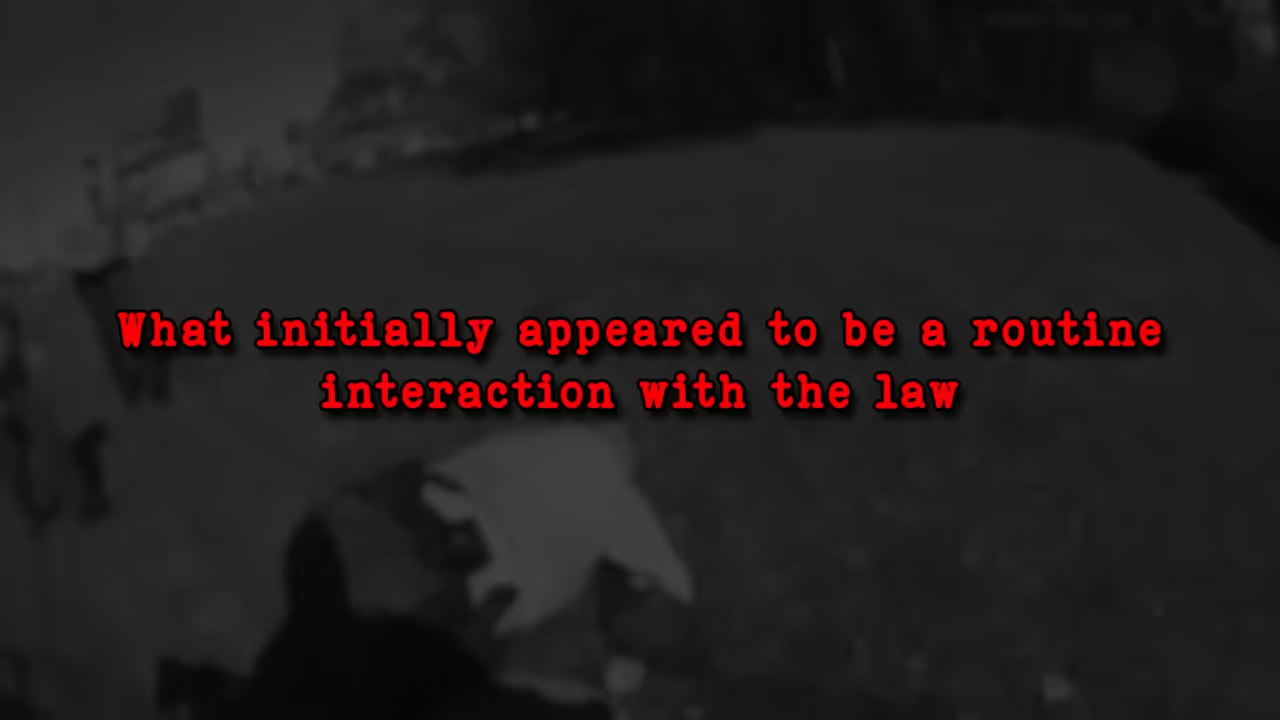 What initially appeared to be a routine
interaction with the law